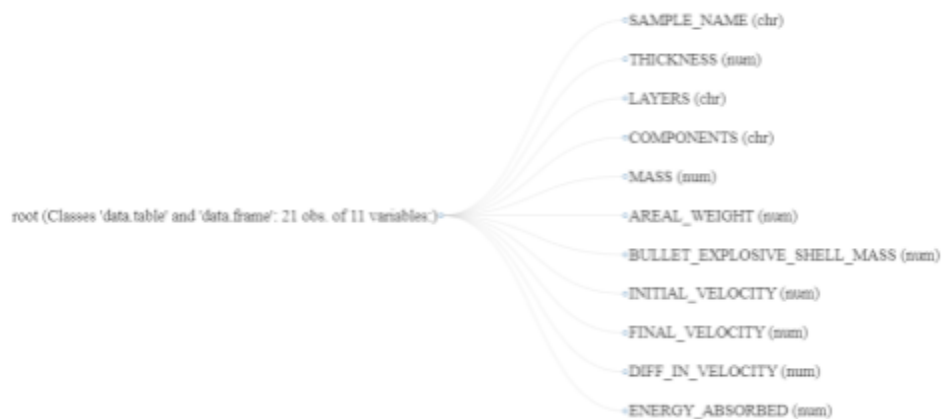 SAMPLE_NAME (chr)
THICKNESS (num)
LAYERS (chr)
COMPONENTS (chr)
MASS (num)
root (Classes 'data.table' and 'data.frame': 21 obs. of 11 variables:)
AREAL_WEIGHT (num)
BULLET_EXPLOSIVE_SHELL_MASS (num)
INITIAL_VELOCITY (num)
FINAL_VELOCITY (num)
DIFF_IN_VELOCITY (num)
ENERGY_ABSORBED (num)